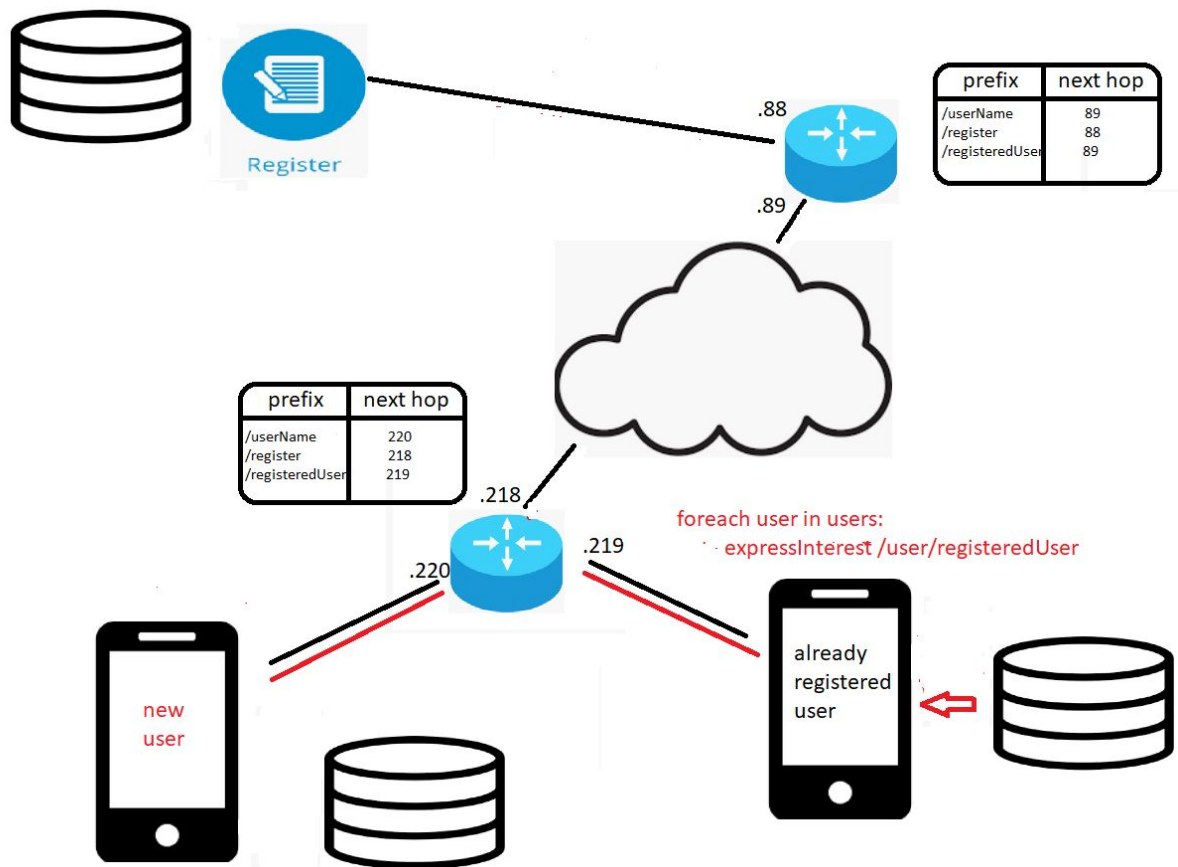 Register
.88
.89
prefix next hop
/userName 89
/register 88
/registeredUser 89
prefix next hop
/userName 220
/register 218
/registeredUser 219
.218
.219
.220
foreach user in users:
expressInterest /user/registeredUser
new
user
already
registered
user